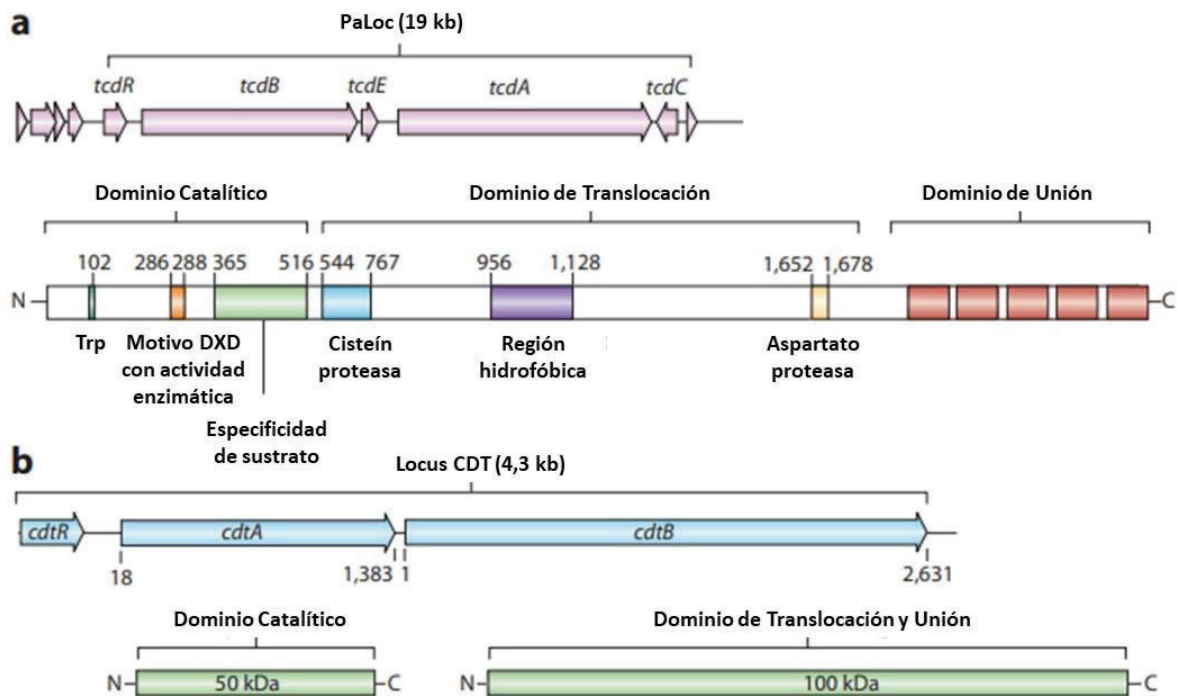 a
PaLoc (19 kb)
tcdR tcdB tcdE tcdA tcdC
Dominio Catalítico Dominio de Translocación Dominio de Unión
102 286 288 365 516 544 767 956 1,128 1,652 1,678
N C
Trp Motivo DXD Cisteín Región Aspartato
con actividad proteasa hidrofóbica proteasa
enzimática
Especificidad
de sustrato
b
Locus CDT (4,3 kb)
cdtR cdtA cdtB
18 1,383 1 2,631
Dominio Catalítico Dominio de Translocación y Unión
N 50 kDa C N 100 kDa C